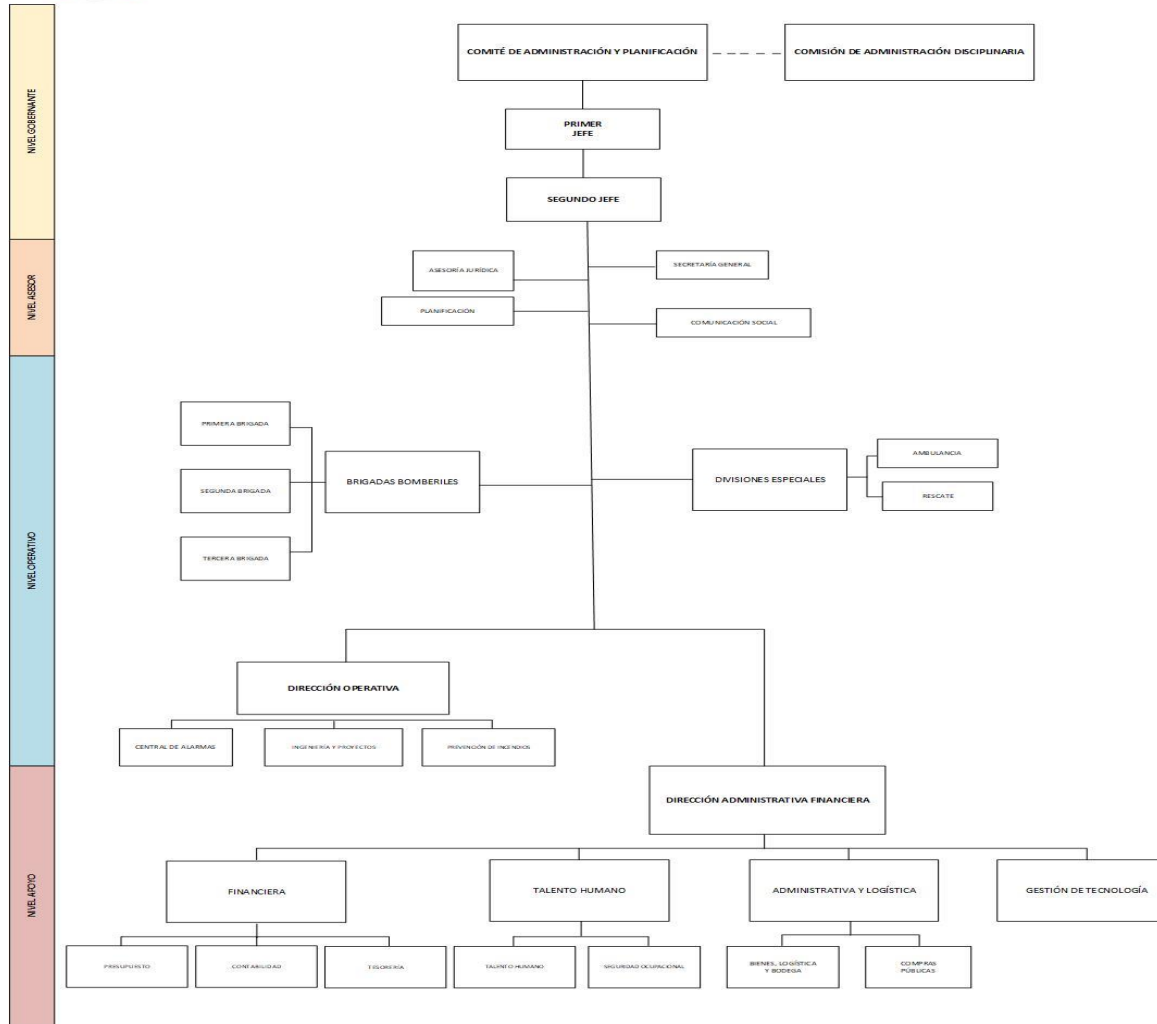 NIVEL GOBERNANTE
COMITÉ DE ADMINISTRACIÓN Y PLANIFICACIÓN
COMISIÓN DE ADMINISTRACIÓN DISCIPLINARIA
PRIMER
JEFE
SEGUNDO JEFE
NIVEL ASESOR
ASESORÍA JURÍDICA
SECRETARÍA GENERAL
PLANIFICACIÓN
COMUNICACIÓN SOCIAL
NIVEL OPERATIVO
PRIMERA BRIGADA
SEGUNDA BRIGADA
TERCERA BRIGADA
BRIGADAS BOMBERILES
DIVISIONES ESPECIALES
AMBULANCIA
RESCATE
DIRECCIÓN OPERATIVA
CENTRAL DE ALARMAS
INGENIERÍA Y PROYECTOS
PREVENCIÓN DE INCENDIOS
NIVEL APOYO
DIRECCIÓN ADMINISTRATIVA FINANCIERA
FINANCIERA
TALENTO HUMANO
ADMINISTRATIVA Y LOGÍSTICA
GESTIÓN DE TECNOLOGÍA
PRESUPUESTO
CONTABILIDAD
TESORERÍA
TALENTO HUMANO
SEGURIDAD OCUPACIONAL
BIENES, LOGÍSTICA
Y BODEGA
COMPRAS
PÚBLICAS